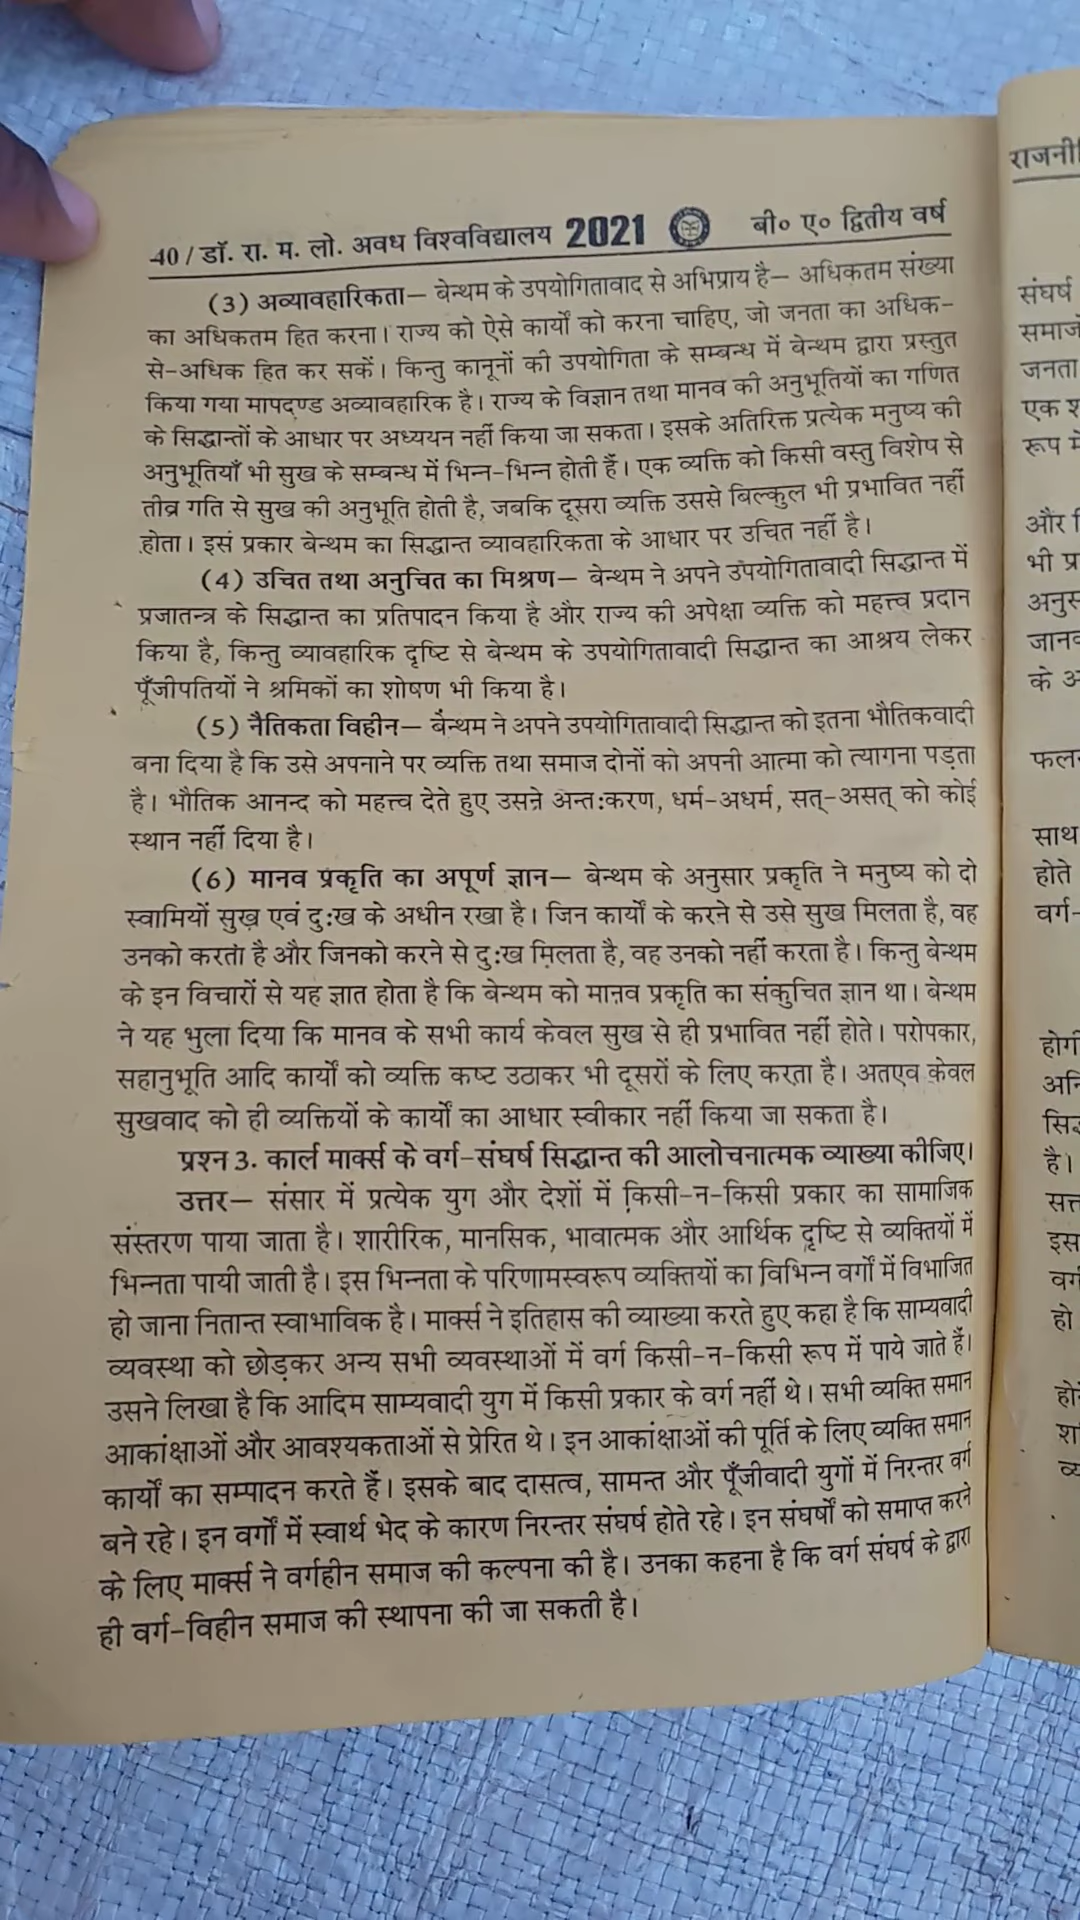 40 / डॉ. रा. म. लो. अवध विश्वविद्यालय 2021 बी० ए० द्वितीय वर्ष
(3) अव्यावहारिकता– बेन्थम के उपयोगितावाद से अभिप्राय है– अधिकतम संख्या
का अधिकतम हित करना। राज्य को ऐसे कार्यों को करना चाहिए, जो जनता का अधिक-
से-अधिक हित कर सकें। किन्तु कानूनों की उपयोगिता के सम्बन्ध में बेन्थम द्वारा प्रस्तुत
किया गया मापदण्ड अव्यावहारिक है। राज्य के विज्ञान तथा मानव की अनुभूतियों का गणित
के सिद्धान्तों के आधार पर अध्ययन नहीं किया जा सकता। इसके अतिरिक्त प्रत्येक मनुष्य की
अनुभूतियाँ भी सुख के सम्बन्ध में भिन्न-भिन्न होती हैं। एक व्यक्ति को किसी वस्तु विशेष से
तीव्र गति से सुख की अनुभूति होती है, जबकि दूसरा व्यक्ति उससे बिल्कुल भी प्रभावित नहीं
होता। इस प्रकार बेन्थम का सिद्धान्त व्यावहारिकता के आधार पर उचित नहीं है।
(4) उचित तथा अनुचित का मिश्रण– बेन्थम ने अपने उपयोगितावादी सिद्धान्त में
प्रजातन्त्र के सिद्धान्त का प्रतिपादन किया है और राज्य की अपेक्षा व्यक्ति को महत्त्व प्रदान
किया है, किन्तु व्यावहारिक दृष्टि से बेन्थम के उपयोगितावादी सिद्धान्त का आश्रय लेकर
पूँजीपतियों ने श्रमिकों का शोषण भी किया है।
(5) नैतिकता विहीन– बेन्थम ने अपने उपयोगितावादी सिद्धान्त को इतना भौतिकवादी
बना दिया है कि उसे अपनाने पर व्यक्ति तथा समाज दोनों को अपनी आत्मा को त्यागना पड़ता
है। भौतिक आनन्द को महत्त्व देते हुए उसने अन्त:करण, धर्म-अधर्म, सत्-असत् को कोई
स्थान नहीं दिया है।
(6) मानव प्रकृति का अपूर्ण ज्ञान– बेन्थम के अनुसार प्रकृति ने मनुष्य को दो
स्वामियों सुख एवं दु:ख के अधीन रखा है। जिन कार्यों के करने से उसे सुख मिलता है, वह
उनको करता है और जिनको करने से दु:ख मिलता है, वह उनको नहीं करता है। किन्तु बेन्थम
के इन विचारों से यह ज्ञात होता है कि बेन्थम को मानव प्रकृति का संकुचित ज्ञान था। बेन्थम
ने यह भुला दिया कि मानव के सभी कार्य केवल सुख से ही प्रभावित नहीं होते। परोपकार,
सहानुभूति आदि कार्यों को व्यक्ति कष्ट उठाकर भी दूसरों के लिए करता है। अतएव केवल
सुखवाद को ही व्यक्तियों के कार्यों का आधार स्वीकार नहीं किया जा सकता है।
प्रश्न 3. कार्ल मार्क्स के वर्ग-संघर्ष सिद्धान्त की आलोचनात्मक व्याख्या कीजिए।
उत्तर– संसार में प्रत्येक युग और देशों में किसी-न-किसी प्रकार का सामाजिक
संस्तरण पाया जाता है। शारीरिक, मानसिक, भावात्मक और आर्थिक दृष्टि से व्यक्तियों में
भिन्नता पायी जाती है। इस भिन्नता के परिणामस्वरूप व्यक्तियों का विभिन्न वर्गों में विभाजित
हो जाना नितान्त स्वाभाविक है। मार्क्स ने इतिहास की व्याख्या करते हुए कहा है कि साम्यवादी
व्यवस्था को छोड़कर अन्य सभी व्यवस्थाओं में वर्ग किसी-न-किसी रूप में पाये जाते हैं।
उसने लिखा है कि आदिम साम्यवादी युग में किसी प्रकार के वर्ग नहीं थे। सभी व्यक्ति समान
आकांक्षाओं और आवश्यकताओं से प्रेरित थे। इन आकांक्षाओं की पूर्ति के लिए व्यक्ति समान
कार्यों का सम्पादन करते हैं। इसके बाद दासत्व, सामन्त और पूँजीवादी युगों में निरन्तर वर्ग
बने रहे। इन वर्गों में स्वार्थ भेद के कारण निरन्तर संघर्ष होते रहे। इन संघर्षों को समाप्त करने
के लिए मार्क्स ने वर्गहीन समाज की कल्पना की है। उनका कहना है कि वर्ग संघर्ष के द्वारा
ही वर्ग-विहीन समाज की स्थापना की जा सकती है।
संघर्ष
जनता
रूप में
भी प्र
के अ
साथ
होते
वर्ग-
है।
हो